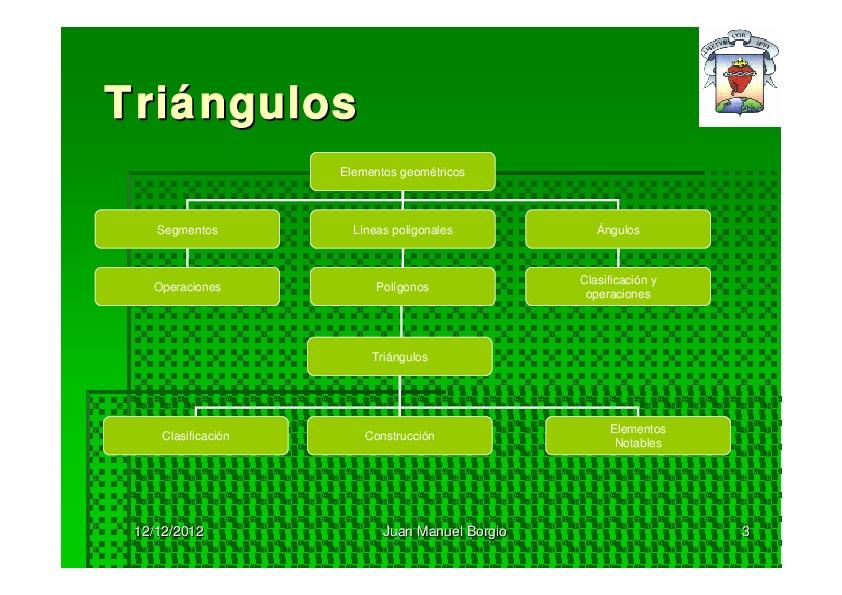 Triángulos
Elementos geométricos
Segmentos
Líneas poligonales
Ángulos
Operaciones
Polígonos
Clasificación y
operaciones
Triángulos
Clasificación
Construcción
Elementos
Notables
12/12/2012
Juan Manuel Borgio
3